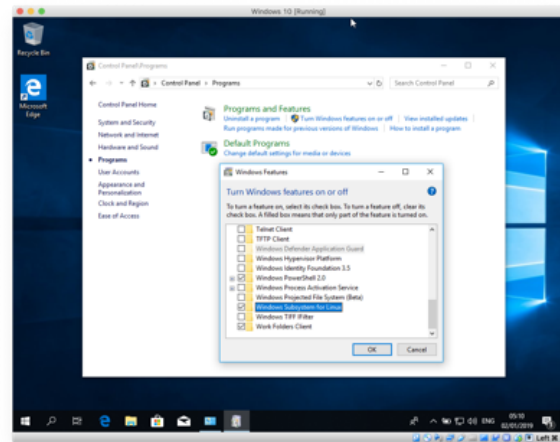 Windows 10 [Running]
Recycle Bin
Microsoft
Edge
Control Panel\Programs
Control Panel > Programs
Search Control Panel
Control Panel Home
System and Security
Network and Internet
Hardware and Sound
Programs
User Accounts
Appearance and
Personalization
Clock and Region
Ease of Access
Programs and Features
Uninstall a program Turn Windows features on or off View installed updates
Run programs made for previous versions of Windows How to install a program
Default Programs
Change default settings for media or devices
Windows Features
Turn Windows features on or off
To turn a feature on, select its check box. To turn a feature off, clear its
check box. A filled box means that only part of the feature is turned on.
Telnet Client
TFTP Client
Windows Defender Application Guard
Windows Hypervisor Platform
Windows Identity Foundation 3.5
Windows PowerShell 2.0
Windows Process Activation Service
Windows Projected File System (Beta)
Windows Subsystem for Linux
Windows TIFF IFilter
Work Folders Client
OK Cancel
ENG
05:10
02/01/2019
Left ⌘